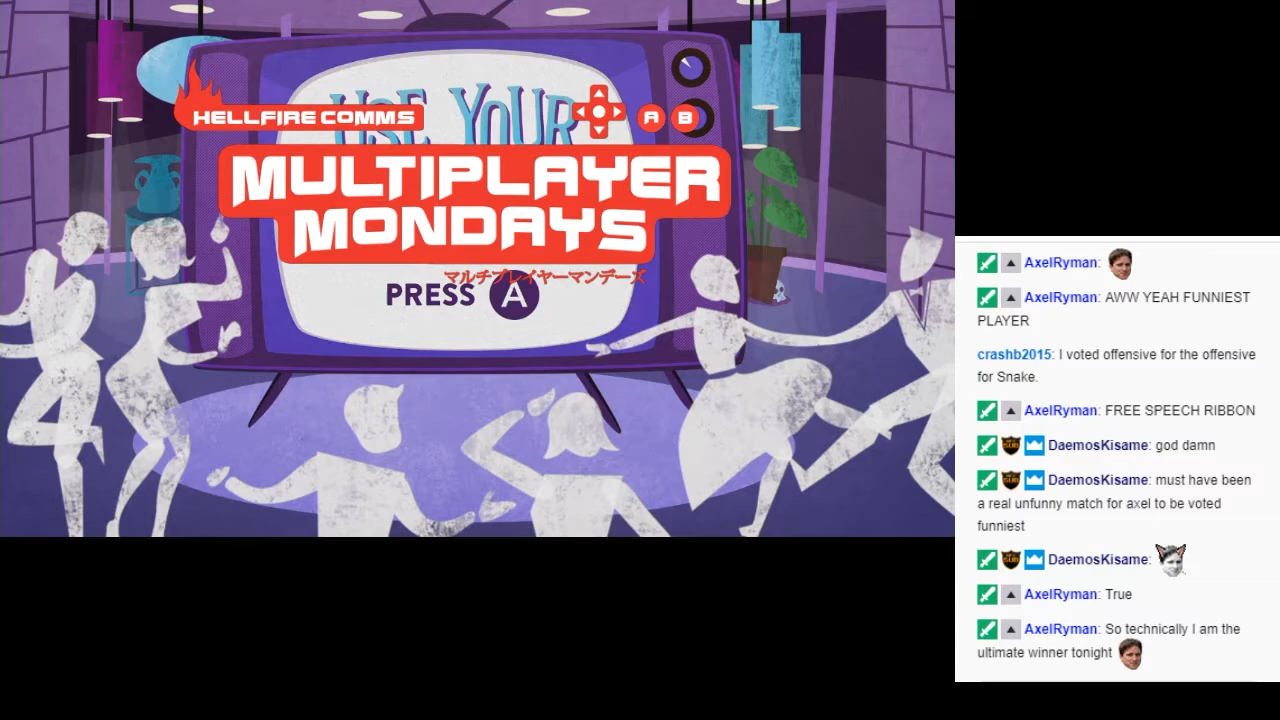 USE YOUR
HELLFIRE COMMS
A B
MULTIPLAYER
MONDAYS
マルチプレイヤーマンデーズ
PRESS A
AxelRyman:
AxelRyman: AWW YEAH FUNNIEST
PLAYER
crashb2015: I voted offensive for the offensive
for Snake.
AxelRyman: FREE SPEECH RIBBON
DaemosKisame: god damn
DaemosKisame: must have been
a real unfunny match for axel to be voted
funniest
DaemosKisame:
AxelRyman: True
AxelRyman: So technically I am the
ultimate winner tonight